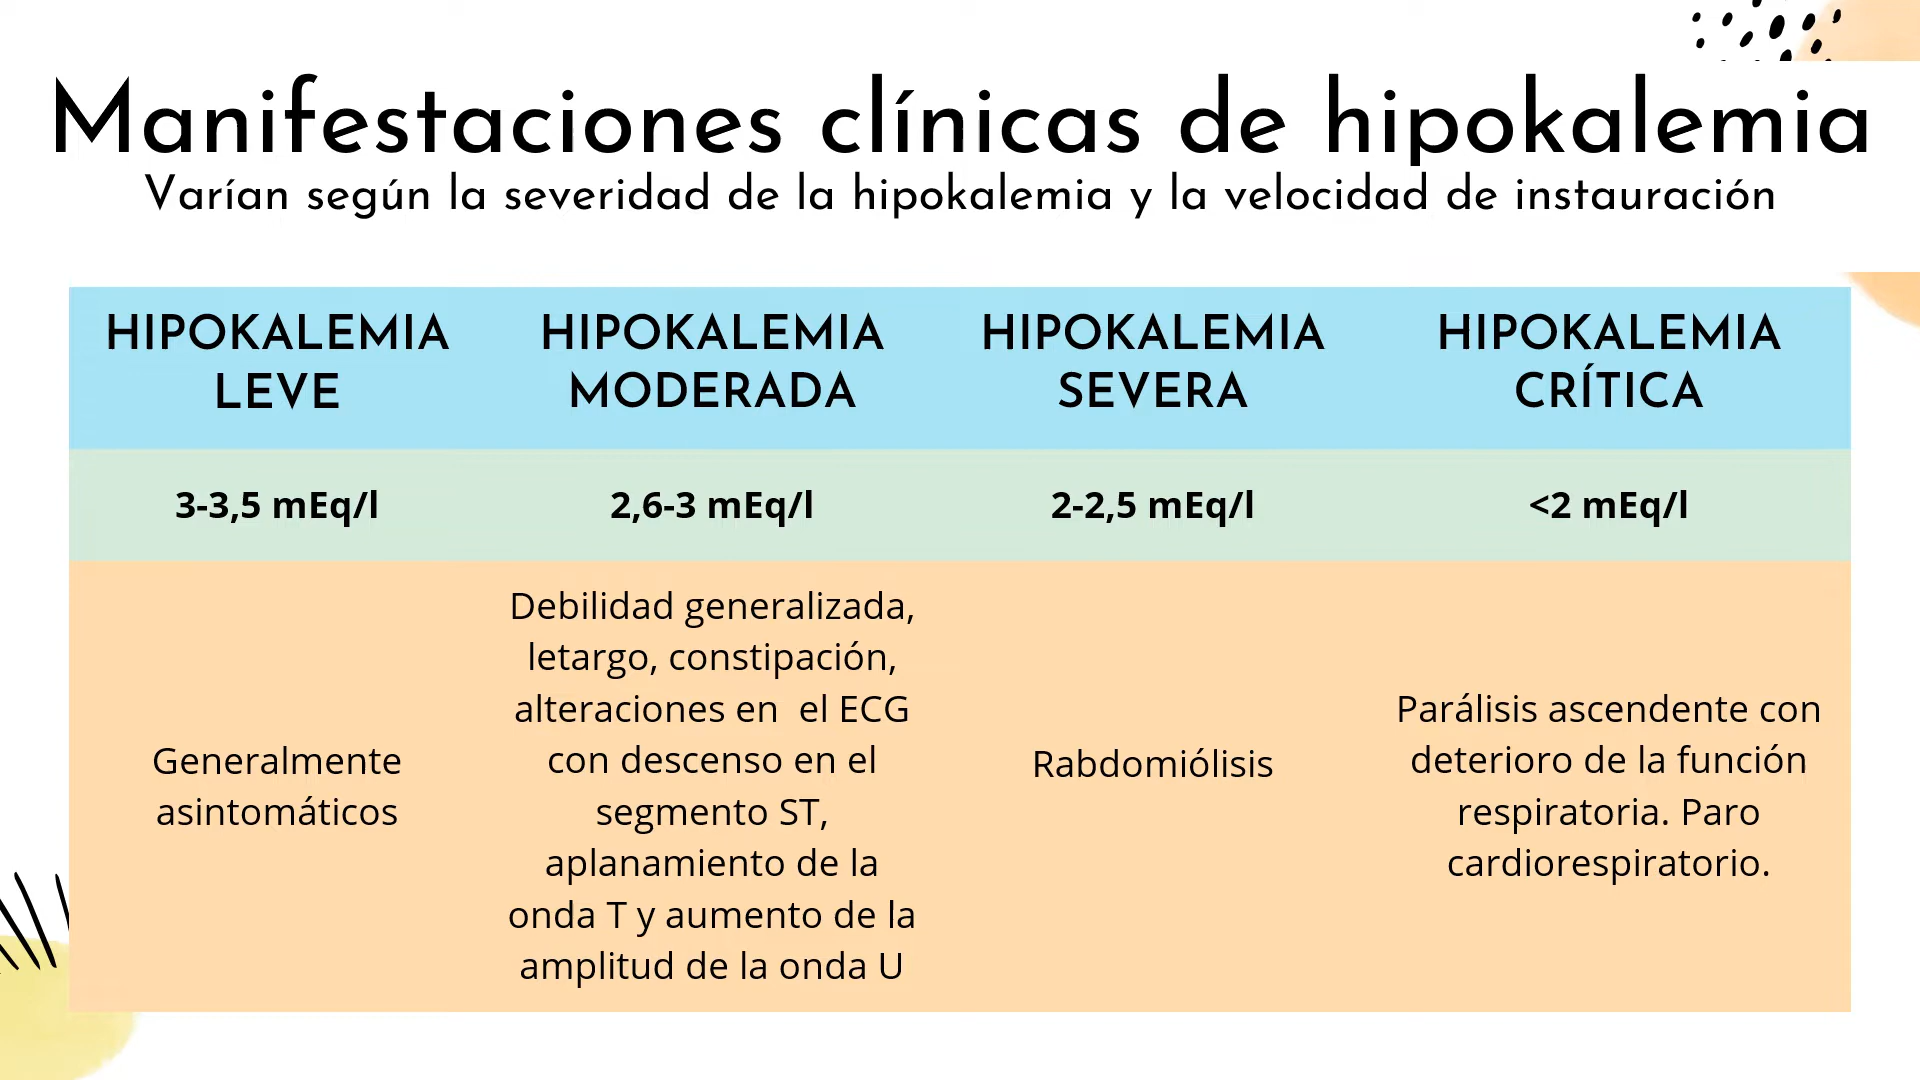 Manifestaciones clínicas de hipokalemia
Varían según la severidad de la hipokalemia y la velocidad de instauración
HIPOKALEMIA
LEVE
HIPOKALEMIA
MODERADA
HIPOKALEMIA
SEVERA
HIPOKALEMIA
CRÍTICA
3-3,5 mEq/l
2,6-3 mEq/l
2-2,5 mEq/l
<2 mEq/l
Generalmente
asintomáticos
Debilidad generalizada,
letargo, constipación,
alteraciones en  el ECG
con descenso en el
segmento ST,
aplanamiento de la
onda T y aumento de la
amplitud de la onda U
Rabdomiólisis
Parálisis ascendente con
deterioro de la función
respiratoria. Paro
cardiorespiratorio.